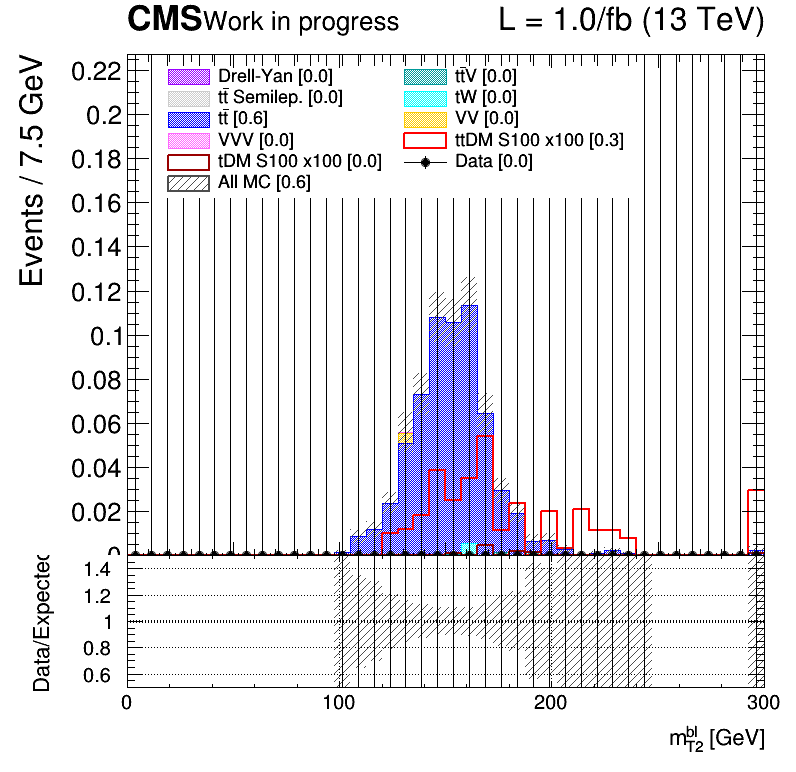 CMS Work in progress L = 1.0/fb (13 TeV)
Events / 7.5 GeV
0.22
0.2
0.18
0.16
0.14
0.12
0.1
0.08
0.06
0.04
0.02
0
Drell-Yan [0.0]
tt̄V [0.0]
tt̄ Semilep. [0.0]
tW [0.0]
tt̄ [0.6]
VV [0.0]
VVV [0.0]
ttDM S100 x100 [0.3]
tDM S100 x100 [0.0]
Data [0.0]
All MC [0.6]
Data/Expected
1.4
1.2
1
0.8
0.6
0 100 200 300
m_{T2}^{bl} [GeV]